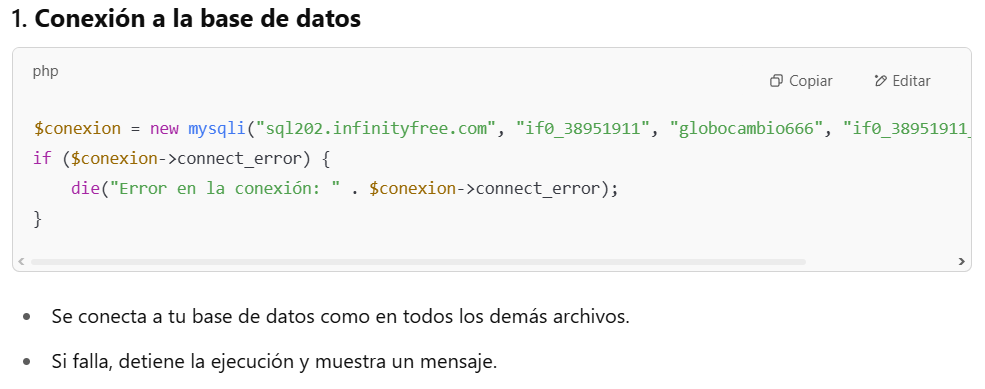 1. Conexión a la base de datos
php
Copiar
Editar
$conexion = new mysqli("sql202.infinityfree.com", "if0_38951911", "globocambio666", "if0_38951911_
if ($conexion->connect_error) {
    die("Error en la conexión: " . $conexion->connect_error);
}
• Se conecta a tu base de datos como en todos los demás archivos.
• Si falla, detiene la ejecución y muestra un mensaje.